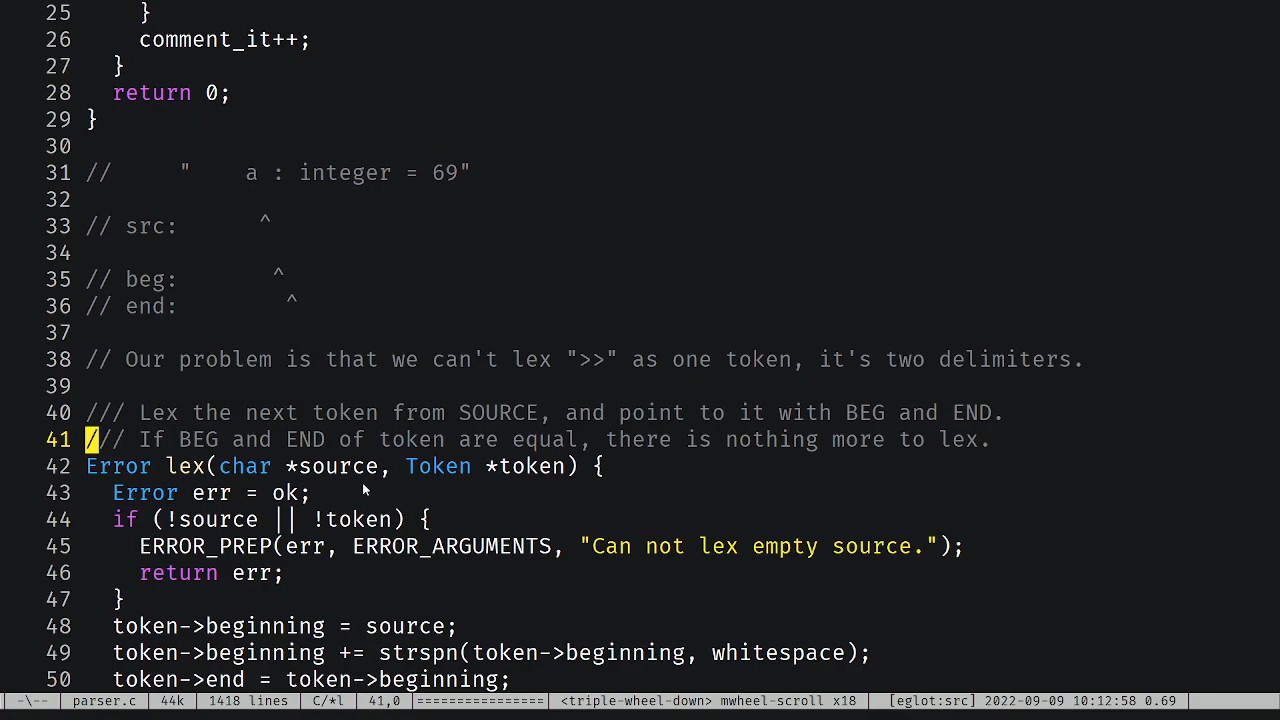 25     }
26     comment_it++;
27   }
28   return 0;
29 }
30
31 //     "    a : integer = 69"
32
33 // src:      ^
34
35 // beg:       ^
36 // end:        ^
37
38 // Our problem is that we can't lex ">>" as one token, it's two delimiters.
39
40 /// Lex the next token from SOURCE, and point to it with BEG and END.
41 /// If BEG and END of token are equal, there is nothing more to lex.
42 Error lex(char *source, Token *token) {
43   Error err = ok;
44   if (!source || !token) {
45     ERROR_PREP(err, ERROR_ARGUMENTS, "Can not lex empty source.");
46     return err;
47   }
48   token->beginning = source;
49   token->beginning += strspn(token->beginning, whitespace);
50   token->end = token->beginning;
-\-- parser.c 44k 1418 lines C/*l 41,0 ================ <triple-wheel-down> mwheel-scroll x18 [eglot:src] 2022-09-09 10:12:58 0.69